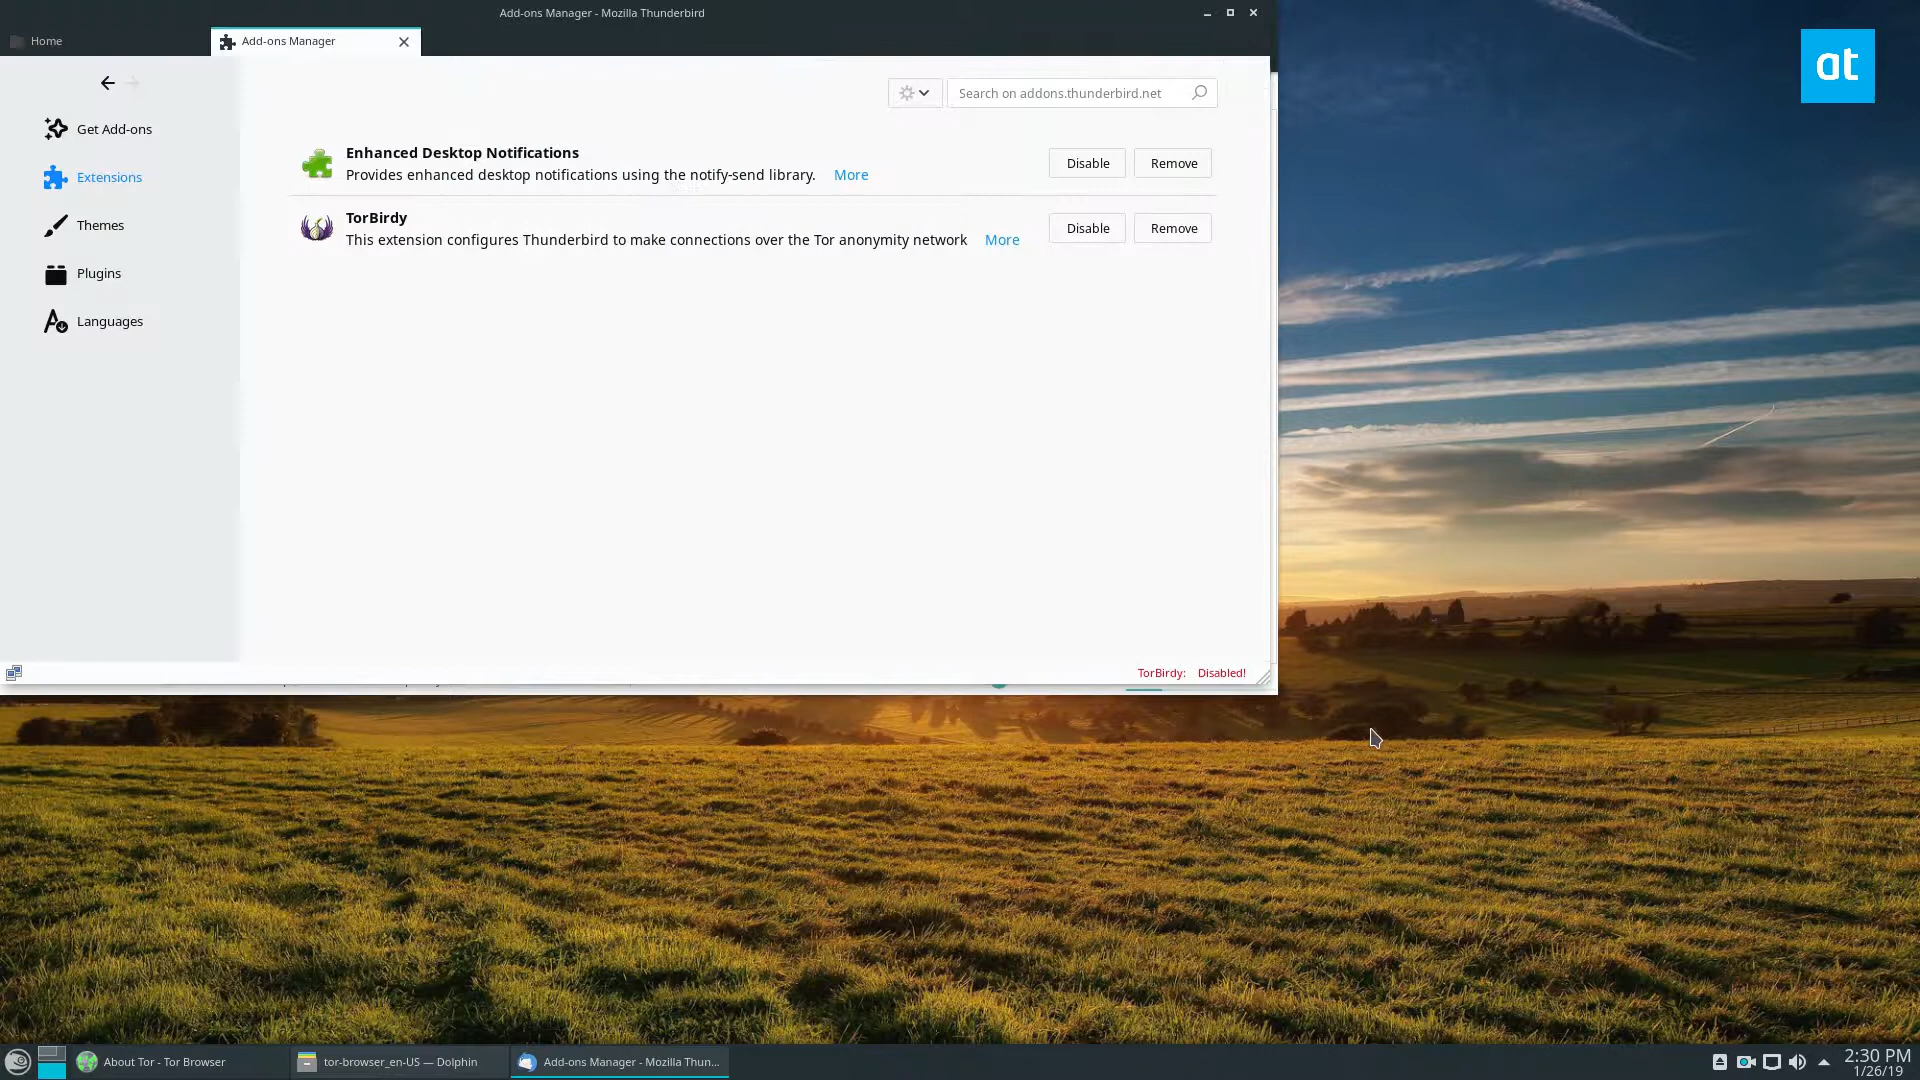 Add-ons Manager - Mozilla Thunderbird
Home
Add-ons Manager
at
Search on addons.thunderbird.net
Get Add-ons
Extensions
Themes
Plugins
Languages
Enhanced Desktop Notifications
Provides enhanced desktop notifications using the notify-send library. More
Disable
Remove
TorBirdy
This extension configures Thunderbird to make connections over the Tor anonymity network More
Disable
Remove
TorBirdy: Disabled!
About Tor - Tor Browser
tor-browser_en-US — Dolphin
Add-ons Manager - Mozilla Thun...
2:30 PM
1/26/19